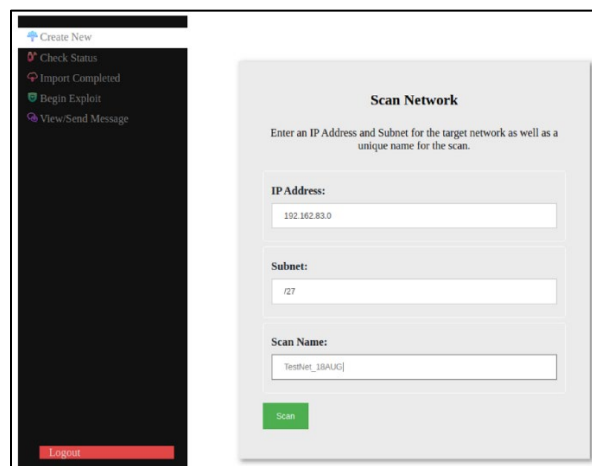 Create New
Check Status
Import Completed
Begin Exploit
View/Send Message
Logout
Scan Network
Enter an IP Address and Subnet for the target network as well as a
unique name for the scan.
IP Address:
192.162.83.0
Subnet:
/27
Scan Name:
TestNet_18AUG
Scan